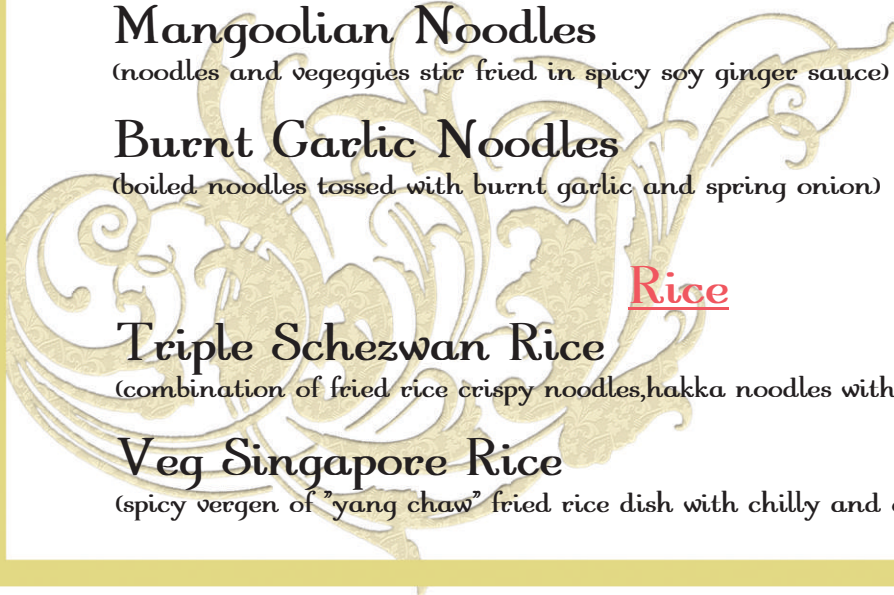 Mangoolian Noodles
(noodles and vegeggies stir fried in spicy soy ginger sauce)
Burnt Garlic Noodles
(boiled noodles tossed with burnt garlic and spring onion)
Rice
Triple Schezwan Rice
(combination of fried rice crispy noodles,hakka noodles with
Veg Singapore Rice
(spicy vergen of "yang chaw" fried rice dish with chilly and